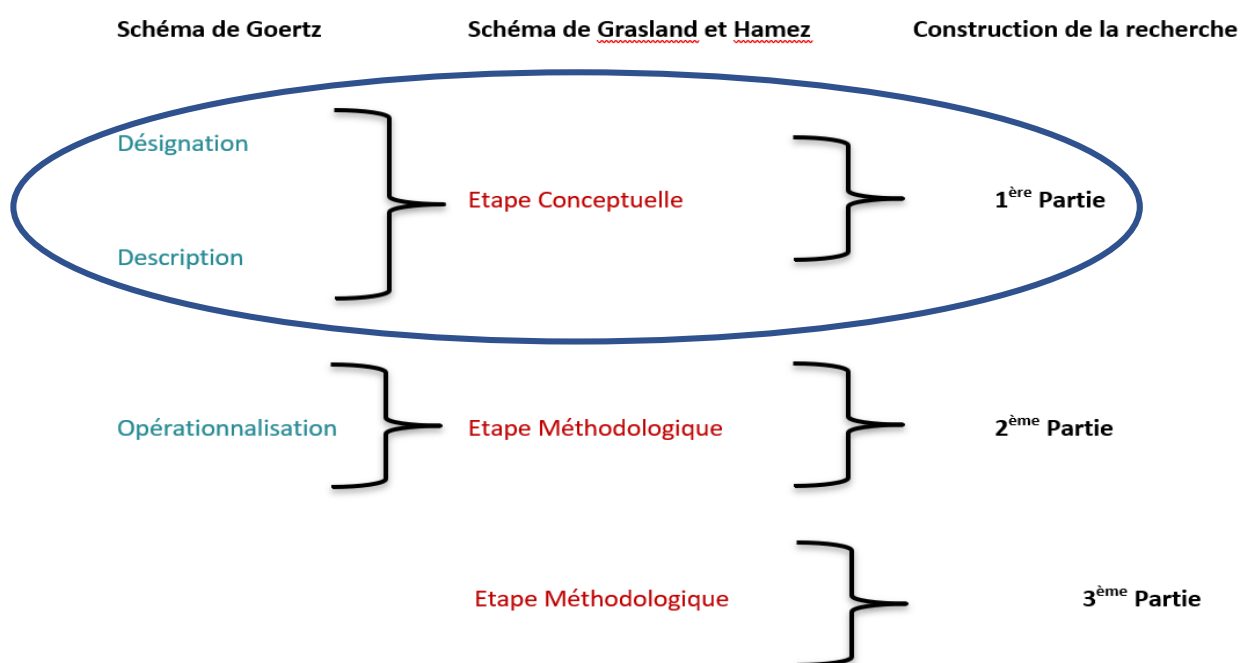 Schéma de Goertz
Schéma de Grasland et Hamez
Construction de la recherche
Désignation
Etape Conceptuelle
1ère Partie
Description
Opérationnalisation
Etape Méthodologique
2ème Partie
Etape Méthodologique
3ème Partie